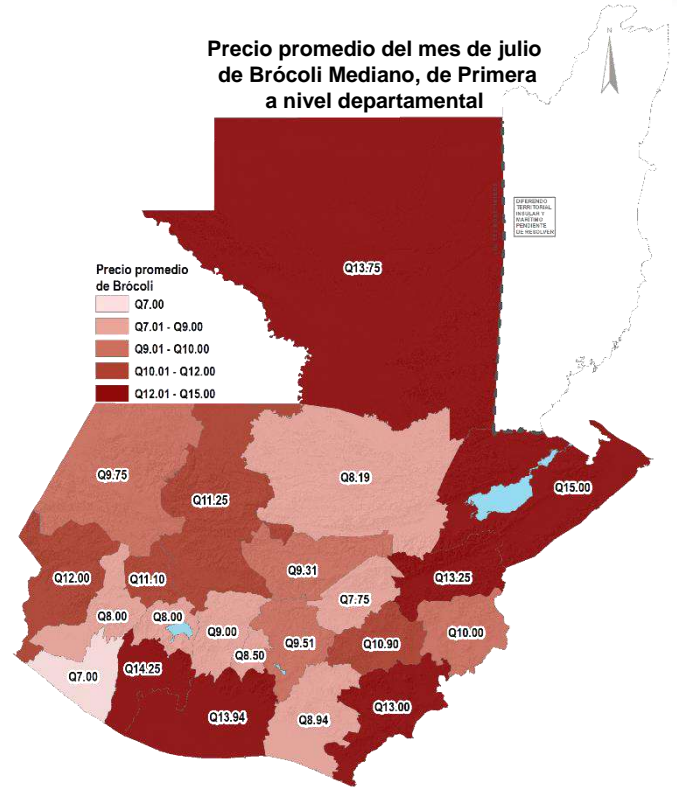 Precio promedio del mes de julio
de Brócoli Mediano, de Primera
a nivel departamental
N
DIFERENDO
TERRITORIAL
INSULAR Y
MARÍTIMO
PENDIENTE
DE RESOLVER
Q13.75
Precio promedio
de Brócoli
Q7.00
Q7.01 - Q9.00
Q9.01 - Q10.00
Q10.01 - Q12.00
Q12.01 - Q15.00
Q9.75
Q8.19
Q11.25
Q15.00
Q12.00
Q11.10
Q9.31
Q13.25
Q7.75
Q8.00
Q8.00
Q9.00
Q8.50
Q9.51
Q10.90
Q10.00
Q7.00
Q14.25
Q13.94
Q8.94
Q13.00